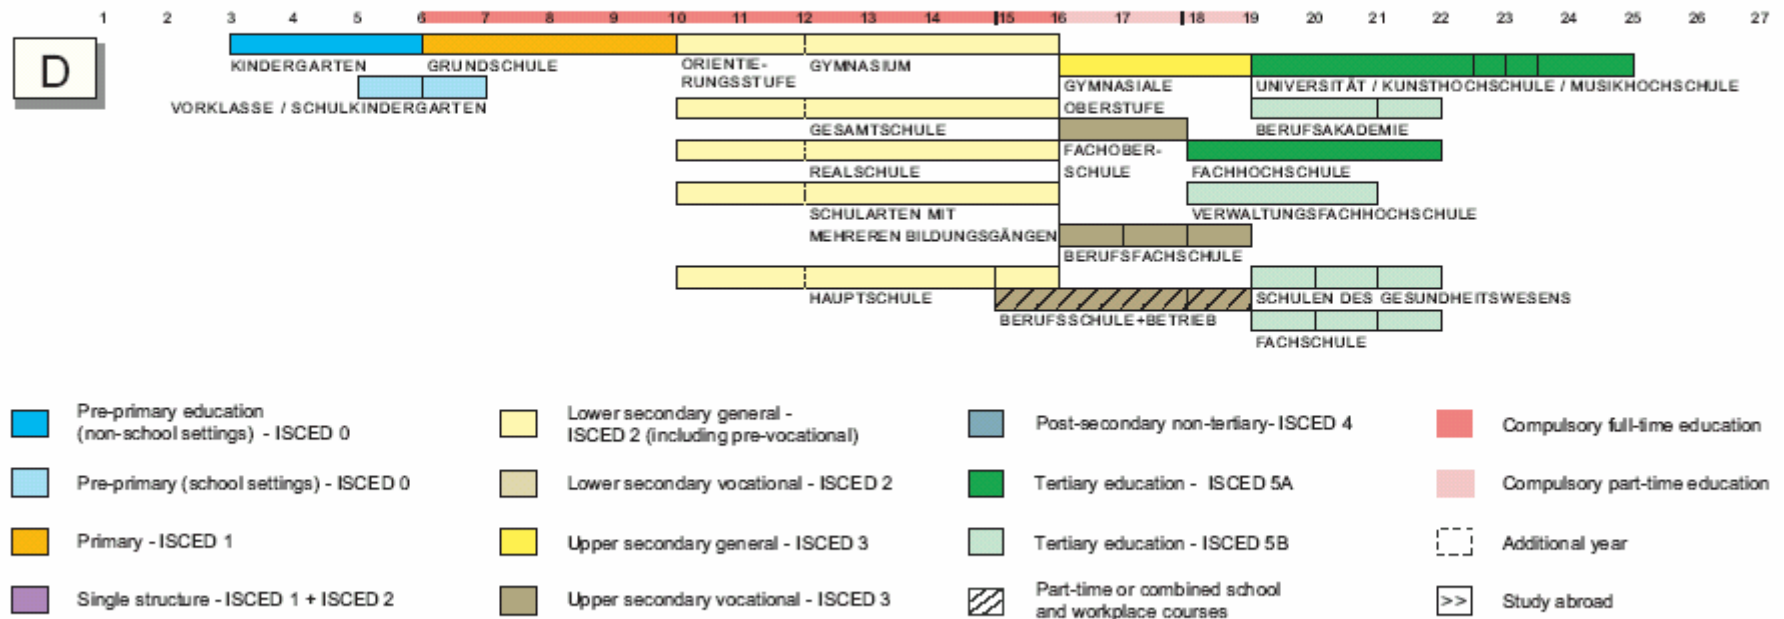 1 2 3 4 5 6 7 8 9 10 11 12 13 14 15 16 17 18 19 20 21 22 23 24 25 26 27
D
KINDERGARTEN
GRUNDSCHULE
ORIENTIE-
RUNGSSTUFE
GYMNASIUM
GYMNASIALE
OBERSTUFE
UNIVERSITÄT / KUNSTHOCHSCHULE / MUSIKHOCHSCHULE
VORKLASSE / SCHULKINDERGARTEN
GESAMTSCHULE
BERUFSAKADEMIE
REALSCHULE
FACHOBER-
SCHULE
FACHHOCHSCHULE
SCHULARTEN MIT
MEHREREN BILDUNGSGÄNGEN
VERWALTUNGSFACHHOCHSCHULE
BERUFSFACHSCHULE
HAUPTSCHULE
SCHULEN DES GESUNDHEITSWESENS
BERUFSSCHULE+BETRIEB
FACHSCHULE
Pre-primary education
(non-school settings) - ISCED 0
Pre-primary (school settings) - ISCED 0
Primary - ISCED 1
Single structure - ISCED 1 + ISCED 2
Lower secondary general -
ISCED 2 (including pre-vocational)
Lower secondary vocational - ISCED 2
Upper secondary general - ISCED 3
Upper secondary vocational - ISCED 3
Post-secondary non-tertiary- ISCED 4
Tertiary education - ISCED 5A
Tertiary education - ISCED 5B
Part-time or combined school
and workplace courses
Compulsory full-time education
Compulsory part-time education
Additional year
>> Study abroad